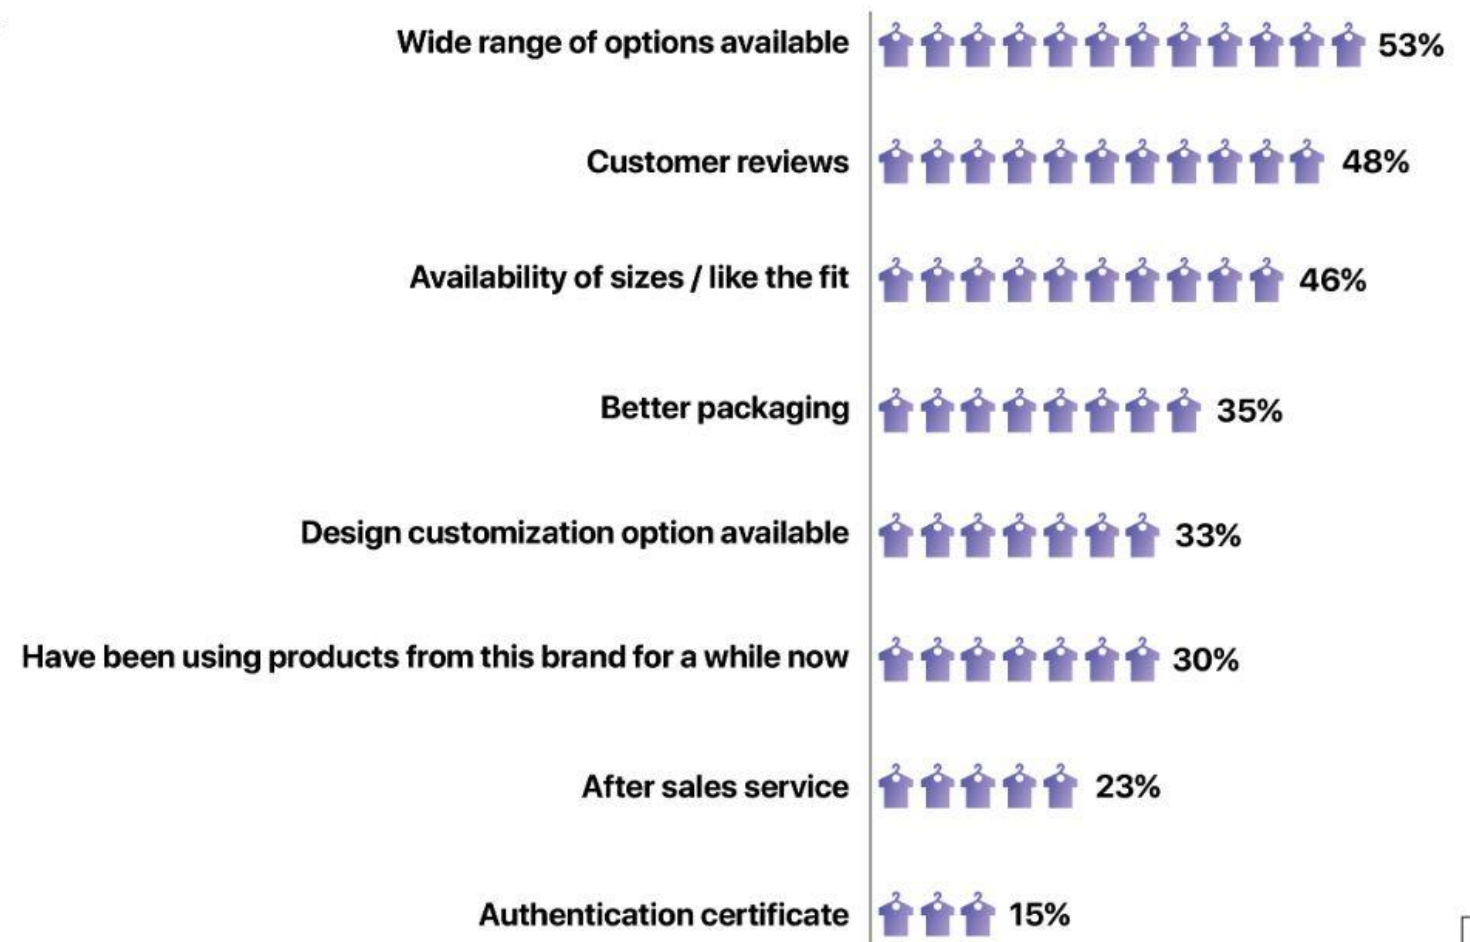 Wide range of options available 53%
Customer reviews 48%
Availability of sizes / like the fit 46%
Better packaging 35%
Design customization option available 33%
Have been using products from this brand for a while now 30%
After sales service 23%
Authentication certificate 15%